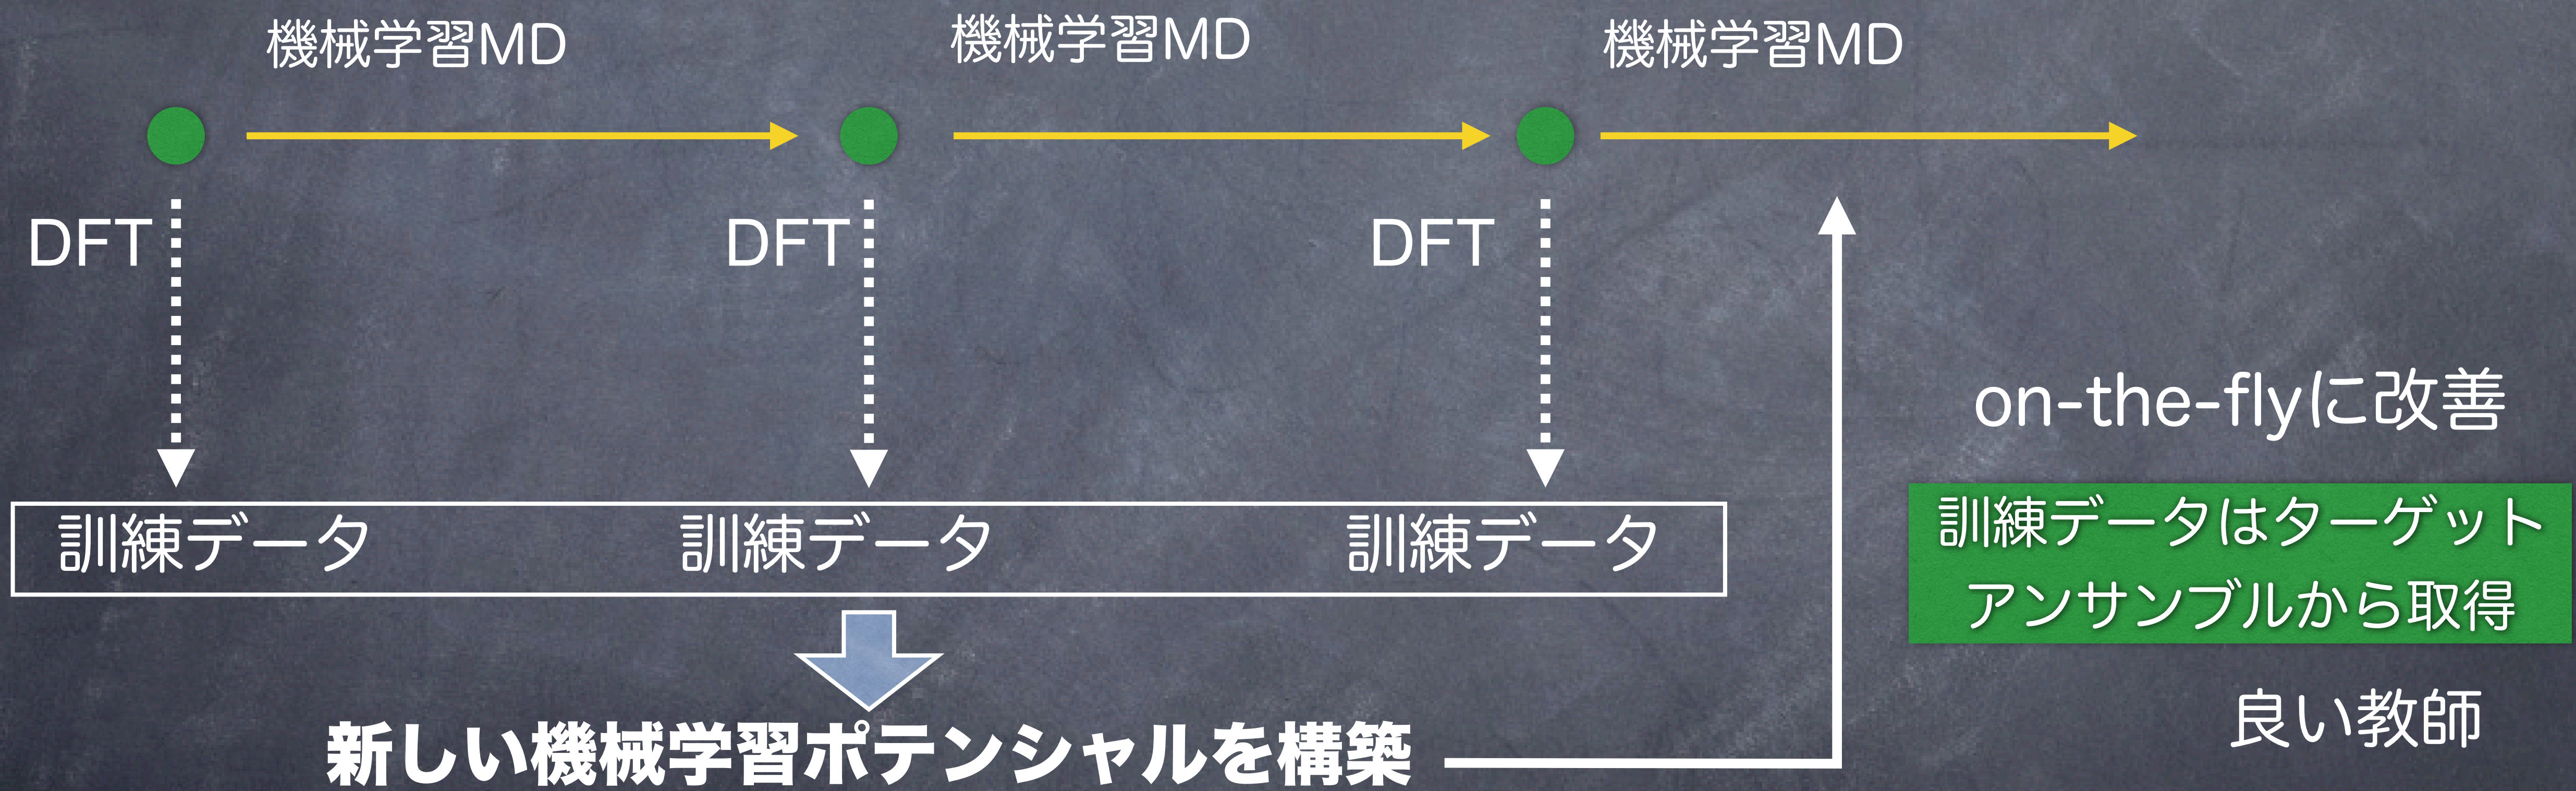 機械学習MD
機械学習MD
機械学習MD
DFT
DFT
DFT
on-the-flyに改善
訓練データ
訓練データ
訓練データ
訓練データはターゲット
アンサンブルから取得
良い教師
新しい機械学習ポテンシャルを構築